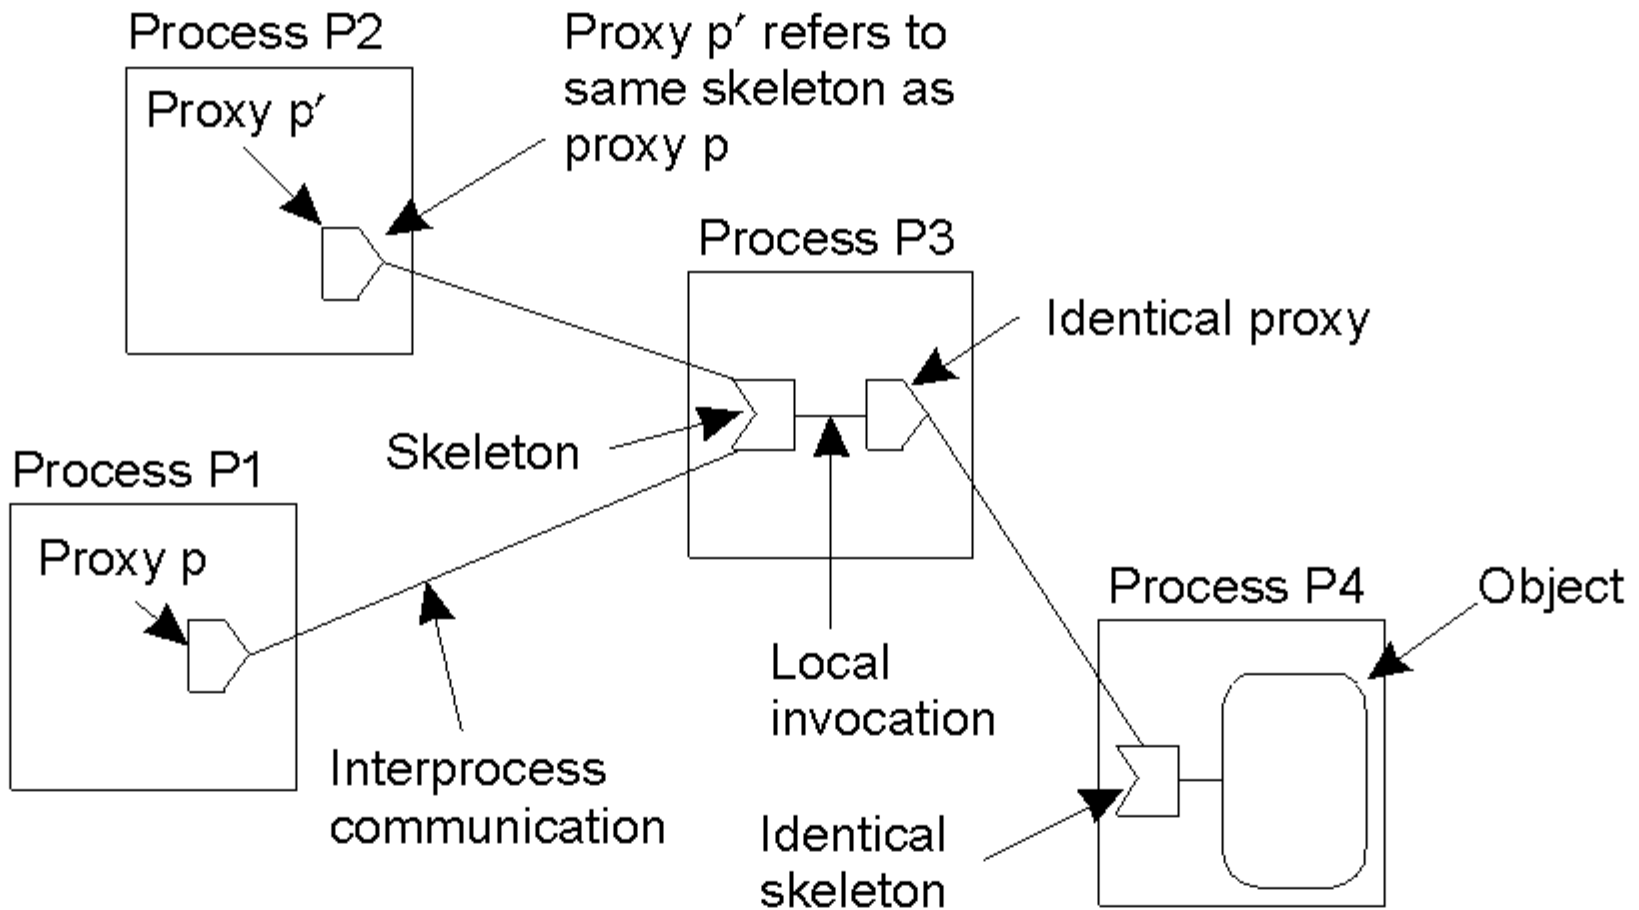 Process P2
Proxy p′ refers to
same skeleton as
proxy p
Proxy p′
Process P3
Identical proxy
Skeleton
Process P1
Proxy p
Process P4
Object
Local
invocation
Interprocess
communication
Identical
skeleton